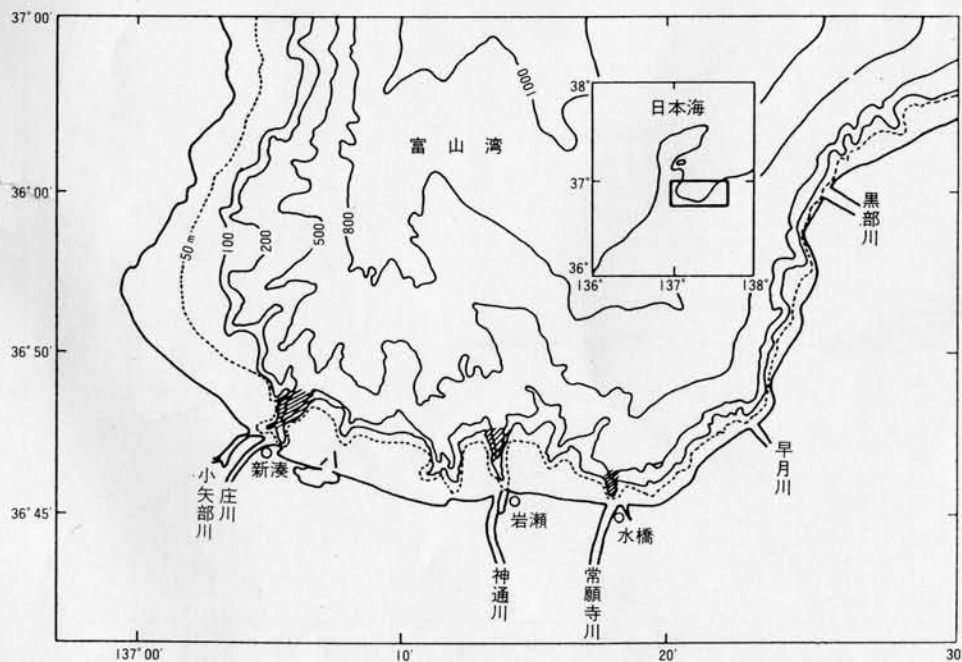 37°00'
36°00'
36°50'
36°45'
137°00'
10'
20'
30
50m
100
200
500
800
1000
富山湾
日本海
38°
37°
36°
136°
137°
138°
黒部川
早月川
水橋
常願寺川
岩瀬
神通川
新湊
庄川
小矢部川